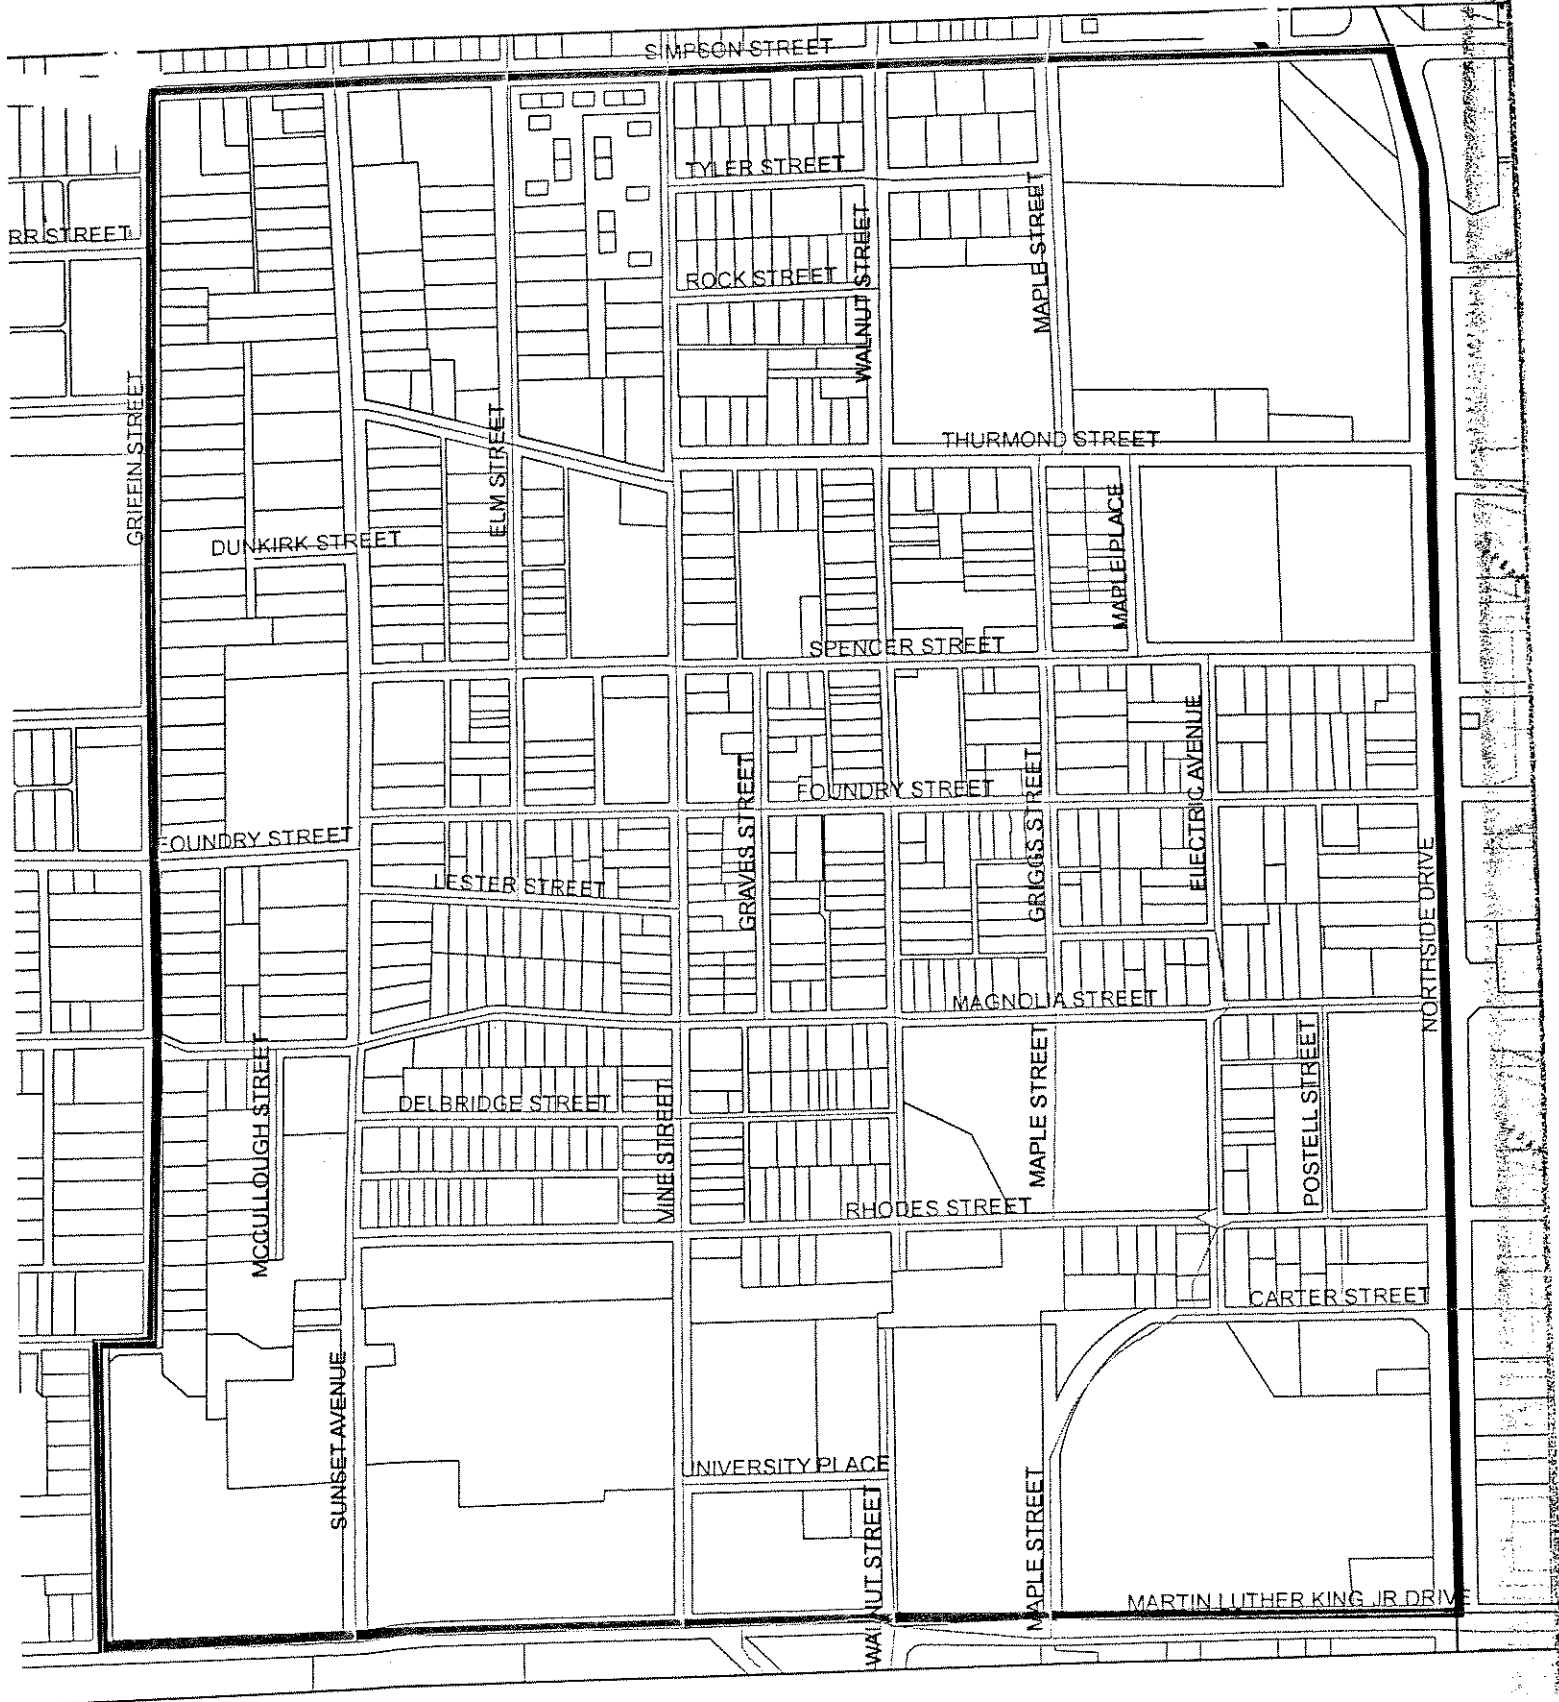 SIMPSON STREET
TYLER STREET
RR STREET
ROCK STREET
WALNUT STREET
MAPLE STREET
GRIFFIN STREET
ELM STREET
THURMOND STREET
DUNKIRK STREET
MAPLE PLACE
SPENCER STREET
ELECTRIC AVENUE
GRAVES STREET
FOUNDRY STREET
GRIGGS STREET
FOUNDRY STREET
LESTER STREET
NORTHSIDE DRIVE
MAGNOLIA STREET
MCCULLOUGH STREET
DELBRIDGE STREET
MINE STREET
MAPLE STREET
POSTELL STREET
RHODES STREET
CARTER STREET
SUNSET AVENUE
UNIVERSITY PLACE
WALNUT STREET
MAPLE STREET
MARTIN LUTHER KING JR DRIVE